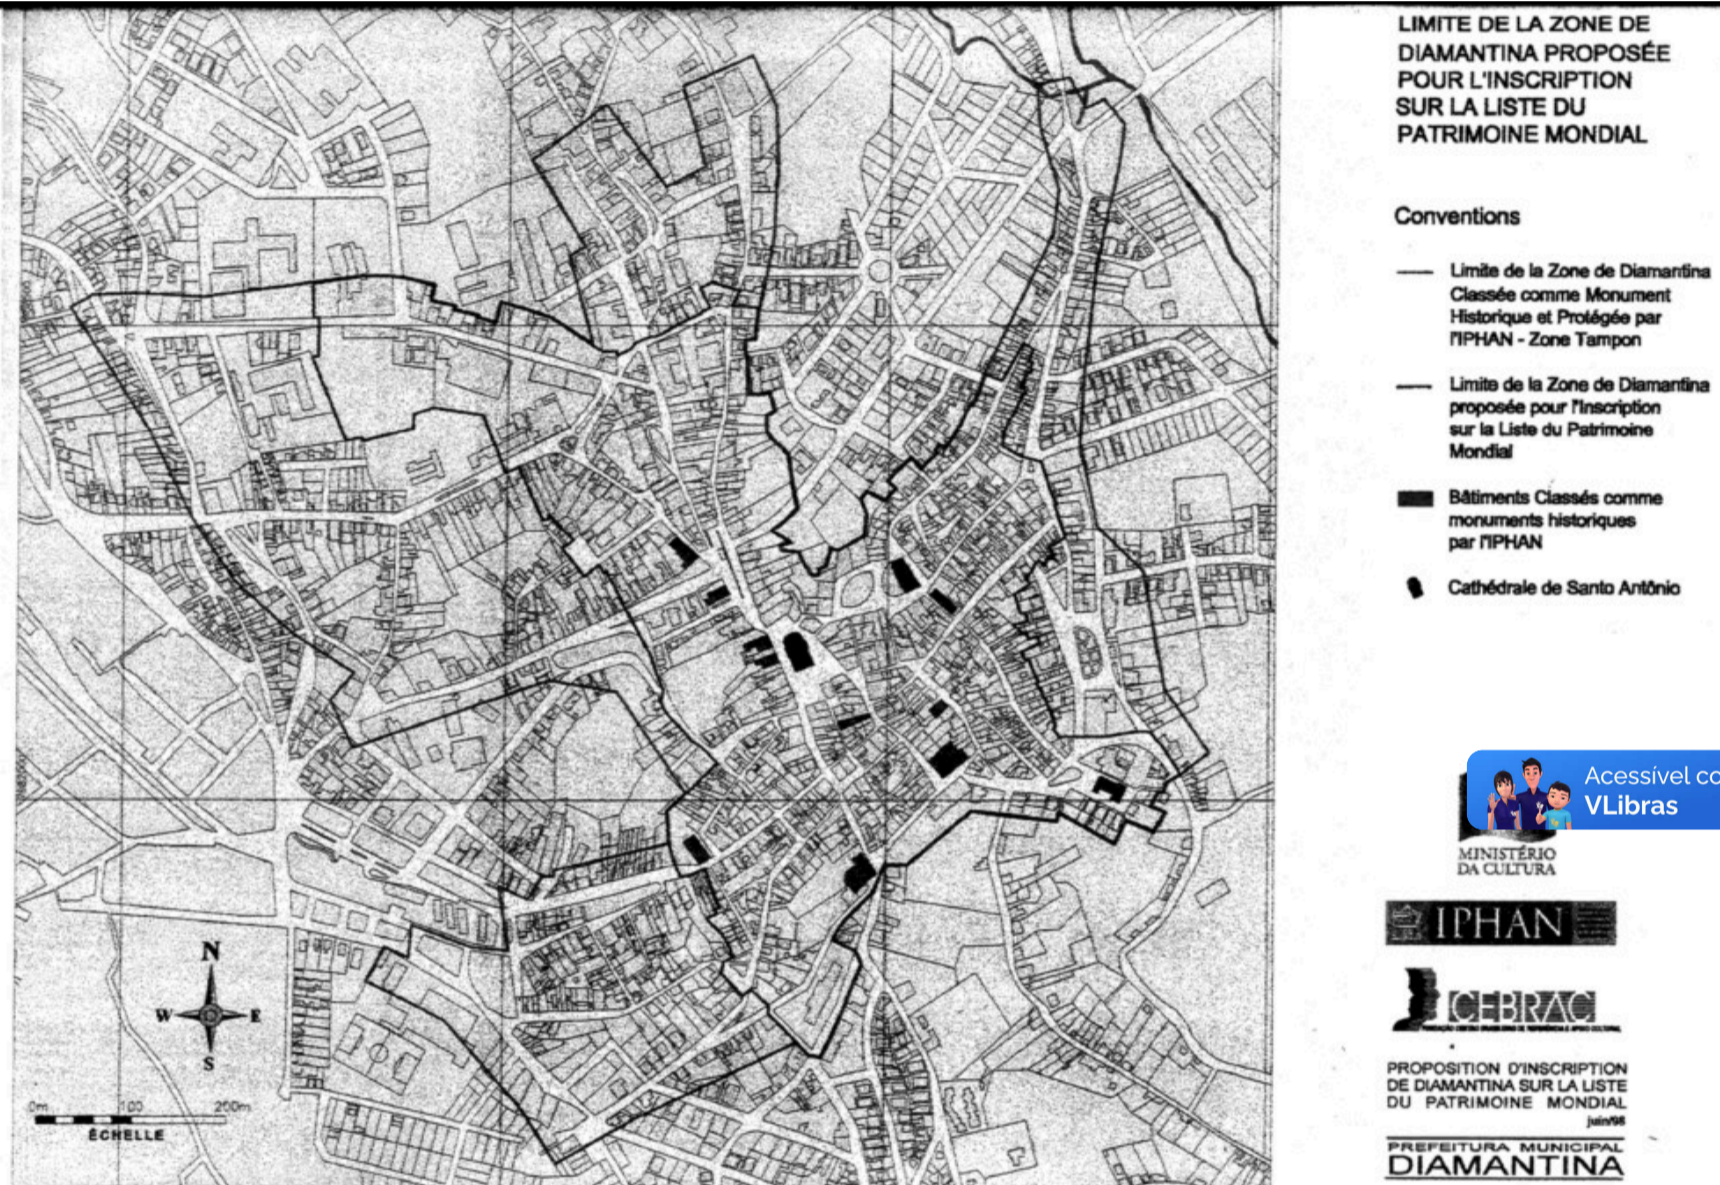 LIMITE DE LA ZONE DE
DIAMANTINA PROPOSÉE
POUR L'INSCRIPTION
SUR LA LISTE DU
PATRIMOINE MONDIAL
Conventions
Limite de la Zone de Diamantina
Classée comme Monument
Historique et Protégée par
l'IPHAN - Zone Tampon
Limite de la Zone de Diamantina
proposée pour l'Inscription
sur la Liste du Patrimoine
Mondial
Bâtiments Classés comme
monuments historiques
par l'IPHAN
Cathédrale de Santo Antônio
Acessível co
VLibras
MINISTÉRIO
DA CULTURA
IPHAN
CEBRAC
PROPOSITION D'INSCRIPTION
DE DIAMANTINA SUR LA LISTE
DU PATRIMOINE MONDIAL
juin/98
PREFEITURA MUNICIPAL
DIAMANTINA
N
W E
S
0m 100 200m
ÉCHELLE